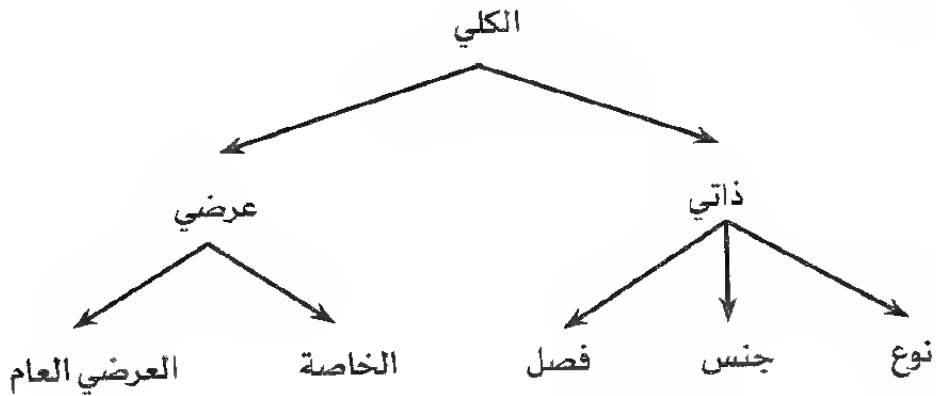 الكلي
ذاتي
عرضي
نوع
جنس
فصل
الخاصة
العرضي العام